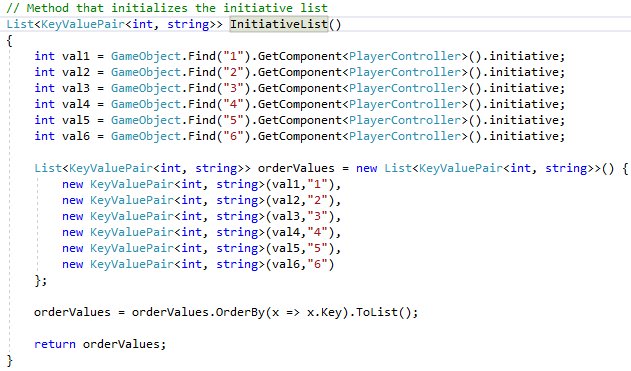 // Method that initializes the initiative list
List<KeyValuePair<int, string>> InitiativeList()
{
    int val1 = GameObject.Find("1").GetComponent<PlayerController>().initiative;
    int val2 = GameObject.Find("2").GetComponent<PlayerController>().initiative;
    int val3 = GameObject.Find("3").GetComponent<PlayerController>().initiative;
    int val4 = GameObject.Find("4").GetComponent<PlayerController>().initiative;
    int val5 = GameObject.Find("5").GetComponent<PlayerController>().initiative;
    int val6 = GameObject.Find("6").GetComponent<PlayerController>().initiative;

    List<KeyValuePair<int, string>> orderValues = new List<KeyValuePair<int, string>>() {
        new KeyValuePair<int, string>(val1,"1"),
        new KeyValuePair<int, string>(val2,"2"),
        new KeyValuePair<int, string>(val3,"3"),
        new KeyValuePair<int, string>(val4,"4"),
        new KeyValuePair<int, string>(val5,"5"),
        new KeyValuePair<int, string>(val6,"6")
    };

    orderValues = orderValues.OrderBy(x => x.Key).ToList();

    return orderValues;
}